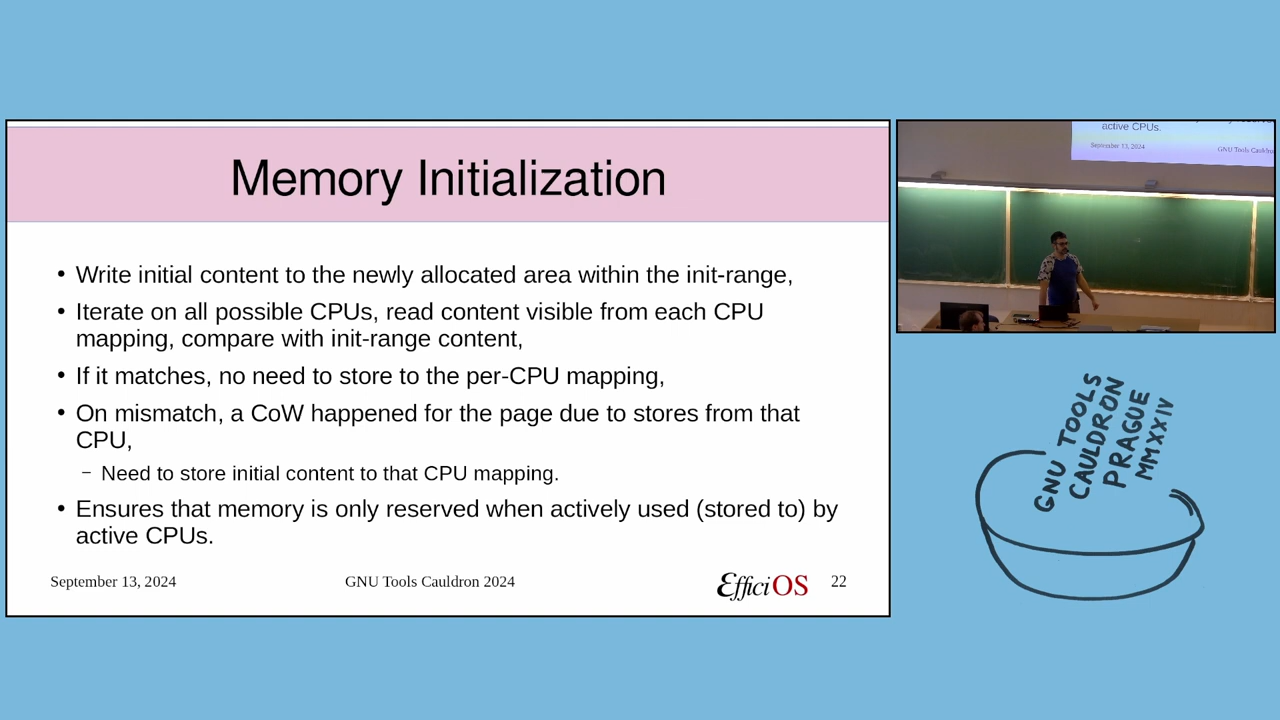 Memory Initialization
• Write initial content to the newly allocated area within the init-range,
• Iterate on all possible CPUs, read content visible from each CPU
mapping, compare with init-range content,
• If it matches, no need to store to the per-CPU mapping,
• On mismatch, a CoW happened for the page due to stores from that
CPU,
– Need to store initial content to that CPU mapping.
• Ensures that memory is only reserved when actively used (stored to) by
active CPUs.
September 13, 2024
GNU Tools Cauldron 2024
EfficiOS
22
active CPUs.
September 13, 2024
GNU Tools Cauldro
GNU TOOLS
CAULDRON
PRAGUE
MMXXIV